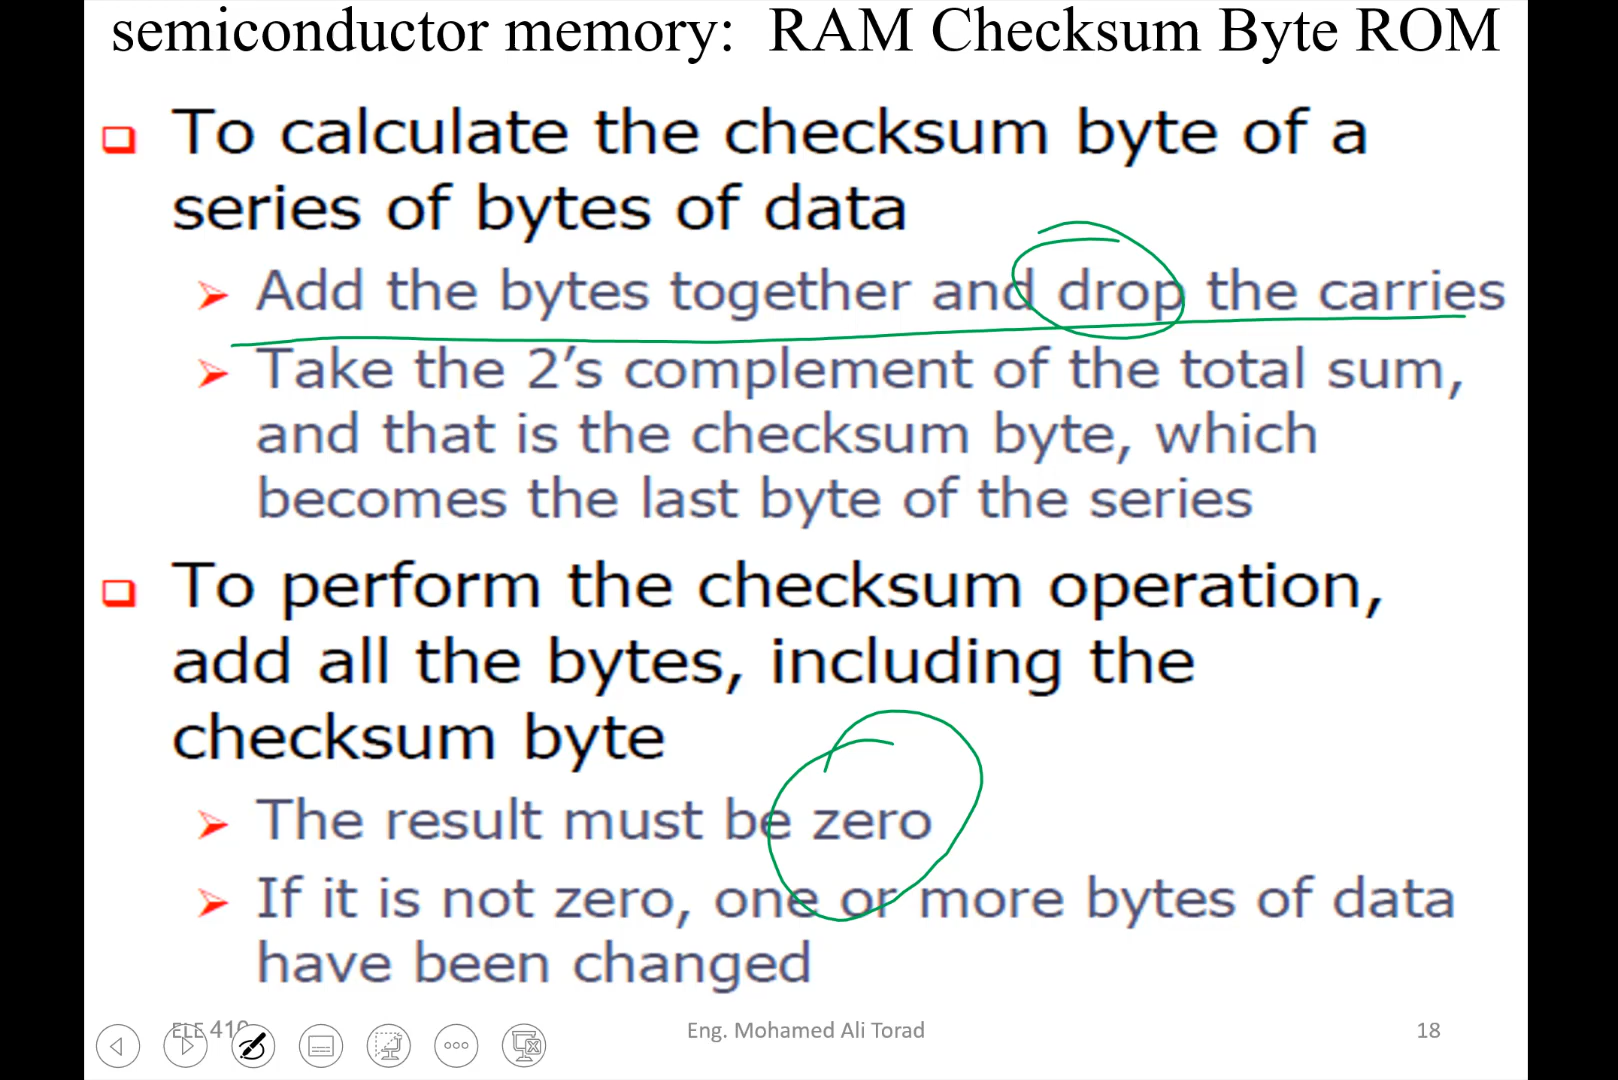 semiconductor memory: RAM Checksum Byte ROM
To calculate the checksum byte of a
series of bytes of data
Add the bytes together and drop the carries
Take the 2's complement of the total sum,
and that is the checksum byte, which
becomes the last byte of the series
To perform the checksum operation,
add all the bytes, including the
checksum byte
The result must be zero
If it is not zero, one or more bytes of data
have been changed
ELE 410
Eng. Mohamed Ali Torad
18